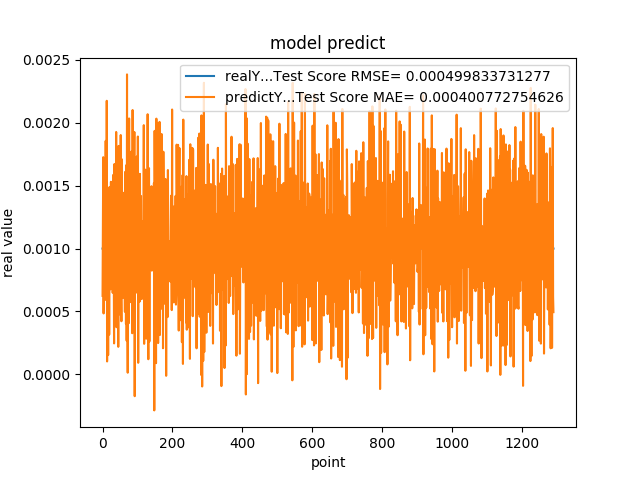 model predict
realY...Test Score RMSE= 0.000499833731277
predictY...Test Score MAE= 0.000400772754626
0.0025
0.0020
0.0015
0.0010
0.0005
0.0000
real value
0 200 400 600 800 1000 1200
point